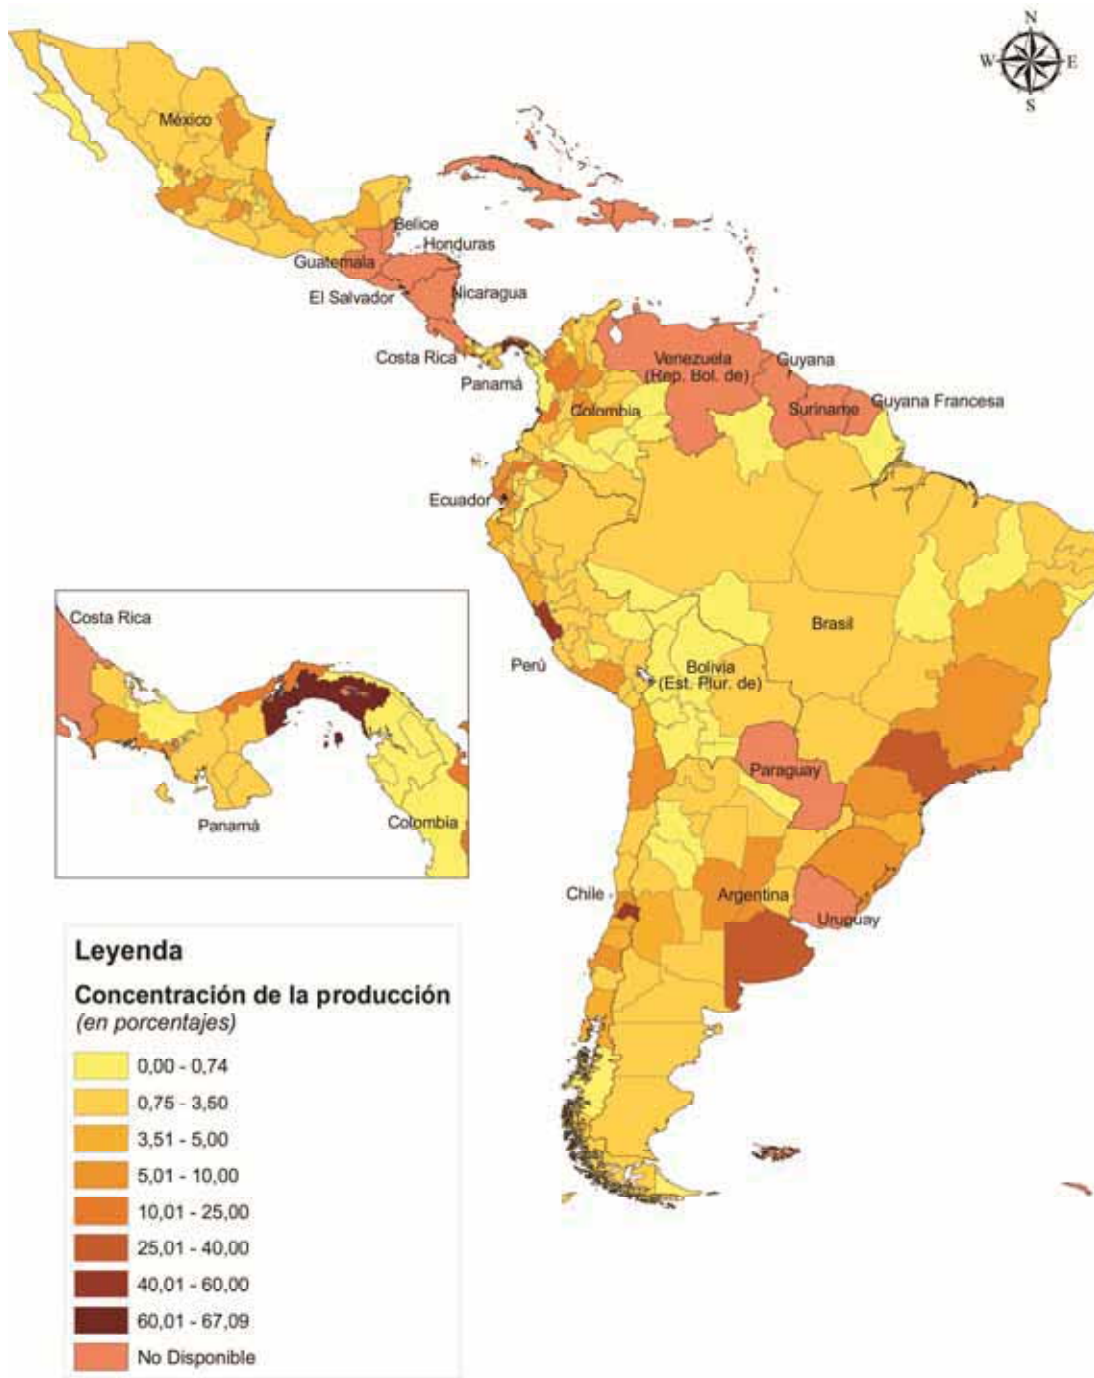 N
W
E
S
México
Belice
Honduras
Guatemala
El Salvador
Nicaragua
Costa Rica
Panamá
Venezuela
(Rep. Bol. de)
Guyana
Suriname
Guyana Francesa
Colombia
Ecuador
Brasil
Perú
Bolivia
(Est. Plur. de)
Paraguay
Chile
Argentina
Uruguay
Costa Rica
Panamá
Colombia
Leyenda
Concentración de la producción
(en porcentajes)
0,00 - 0,74
0,75 - 3,50
3,51 - 5,00
5,01 - 10,00
10,01 - 25,00
25,01 - 40,00
40,01 - 60,00
60,01 - 67,09
No Disponible